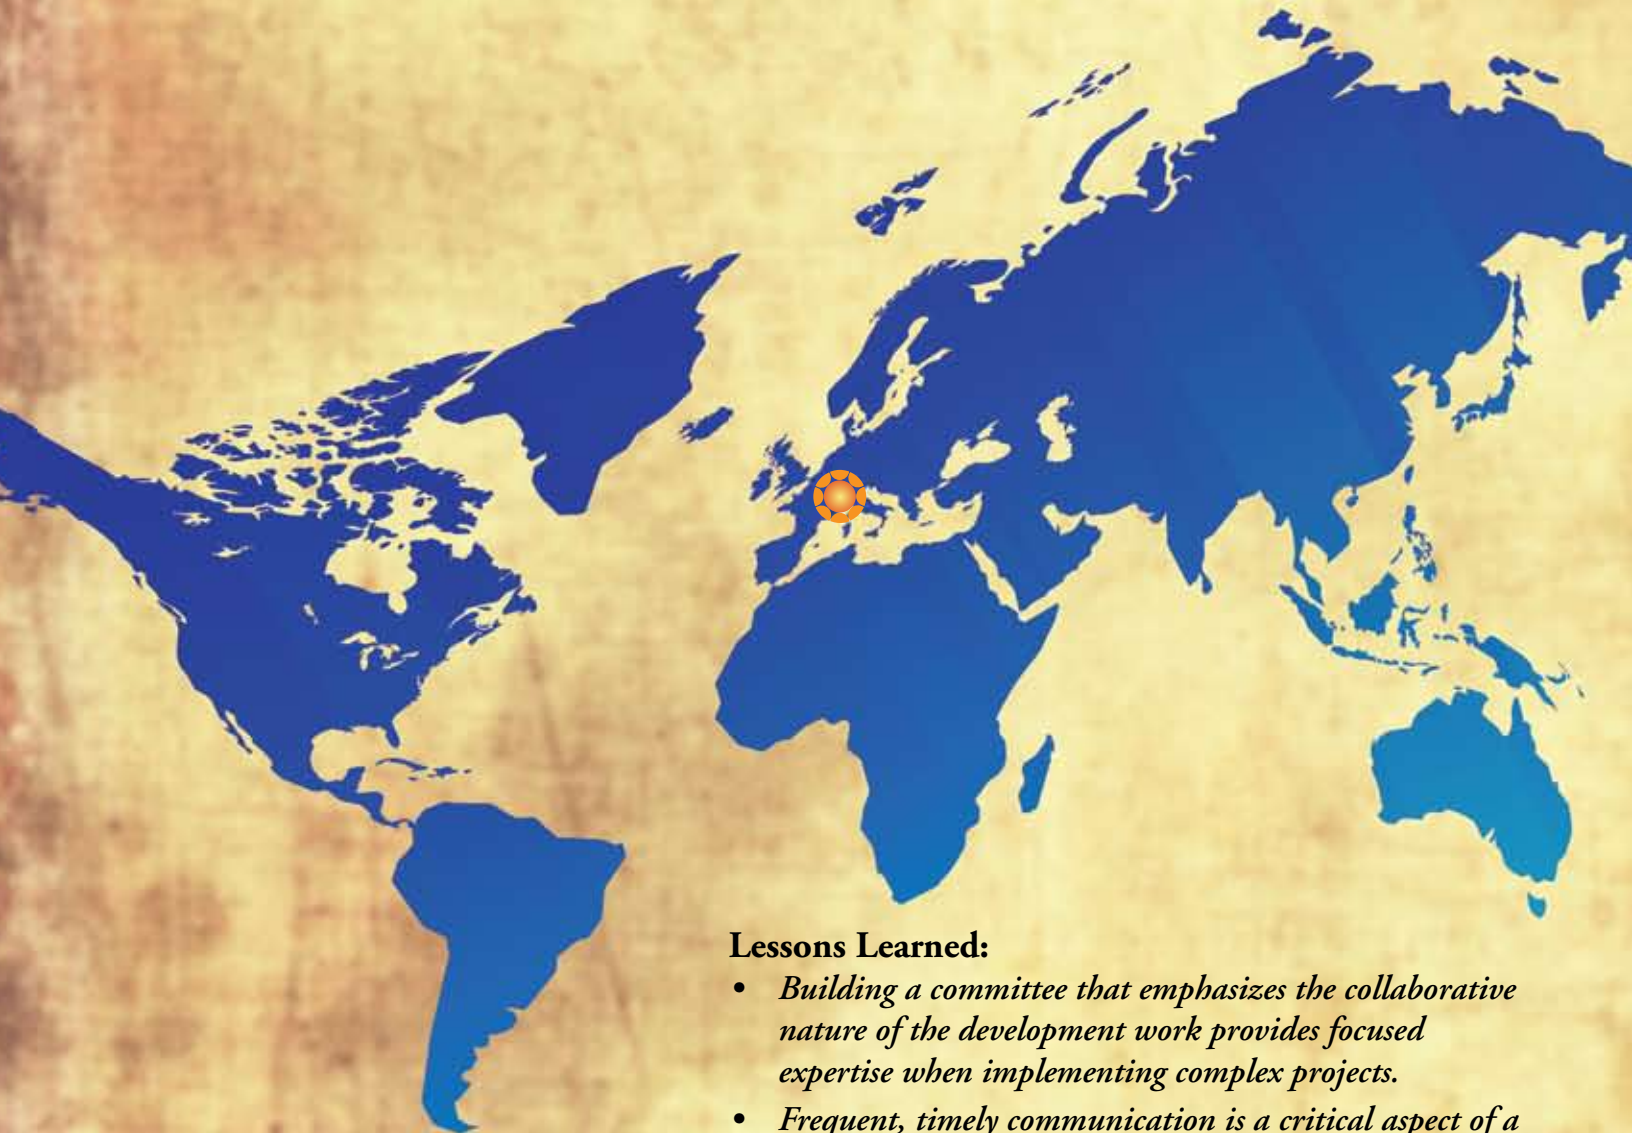 Lessons Learned:
• Building a committee that emphasizes the collaborative
nature of the development work provides focused
expertise when implementing complex projects.
• Frequent, timely communication is a critical aspect of a